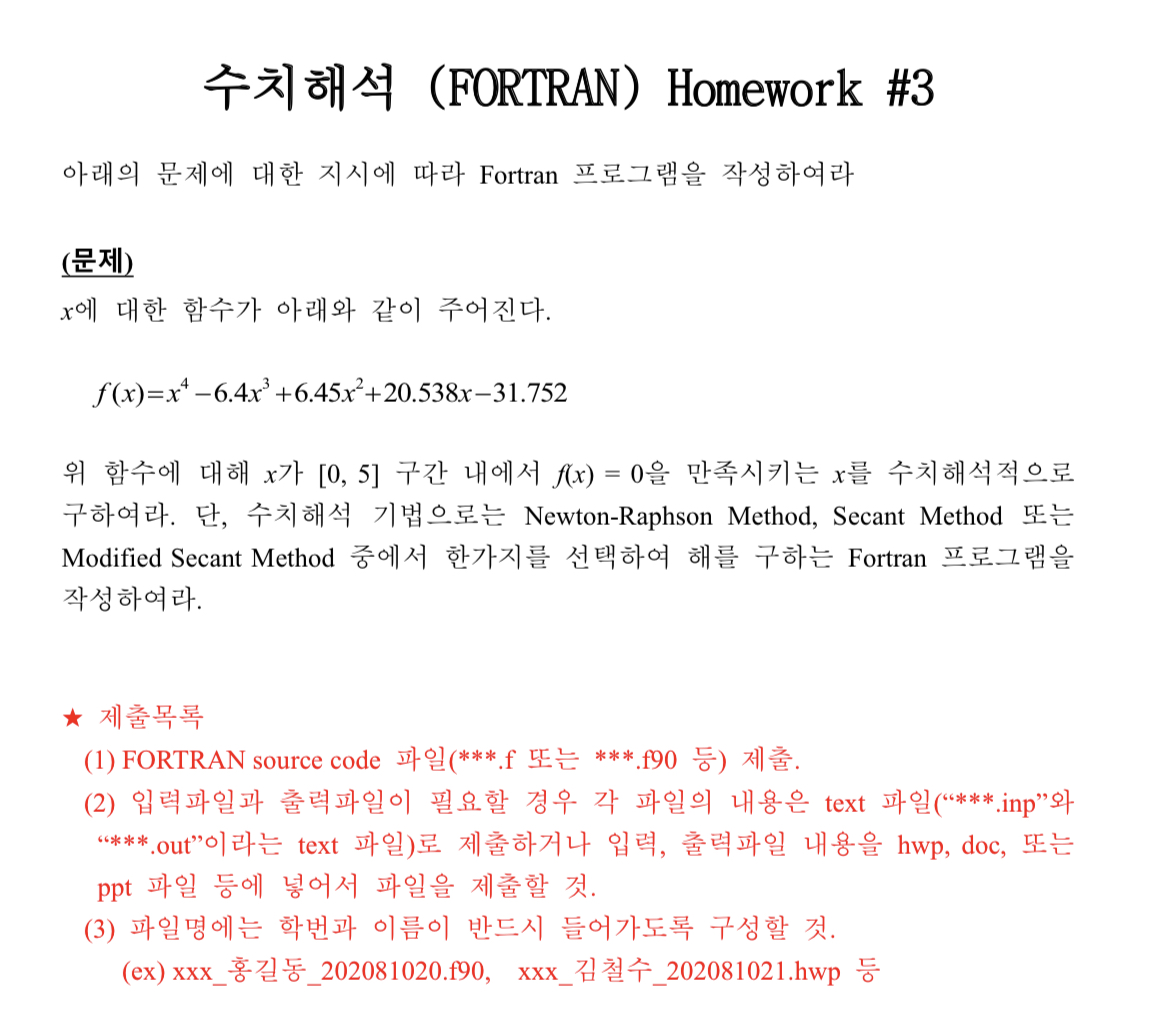 수치해석 (FORTRAN) Homework #3
아래의 문제에 대한 지시에 따라 Fortran 프로그램을 작성하여라
(문제)
x에 대한 함수가 아래와 같이 주어진다.
f(x)=x⁴−6.4x³+6.45x²+20.538x−31.752
위 함수에 대해 x가 [0, 5] 구간 내에서 f(x) = 0을 만족시키는 x를 수치해석적으로
구하여라. 단, 수치해석 기법으로는 Newton-Raphson Method, Secant Method 또는
Modified Secant Method 중에서 한가지를 선택하여 해를 구하는 Fortran 프로그램을
작성하여라.
★ 제출목록
(1) FORTRAN source code 파일(***.f 또는 ***.f90 등) 제출.
(2) 입력파일과 출력파일이 필요할 경우 각 파일의 내용은 text 파일(“***.inp”와
“***.out”이라는 text 파일)로 제출하거나 입력, 출력파일 내용을 hwp, doc, 또는
ppt 파일 등에 넣어서 파일을 제출할 것.
(3) 파일명에는 학번과 이름이 반드시 들어가도록 구성할 것.
(ex) xxx_홍길동_202081020.f90, xxx_김철수_202081021.hwp 등